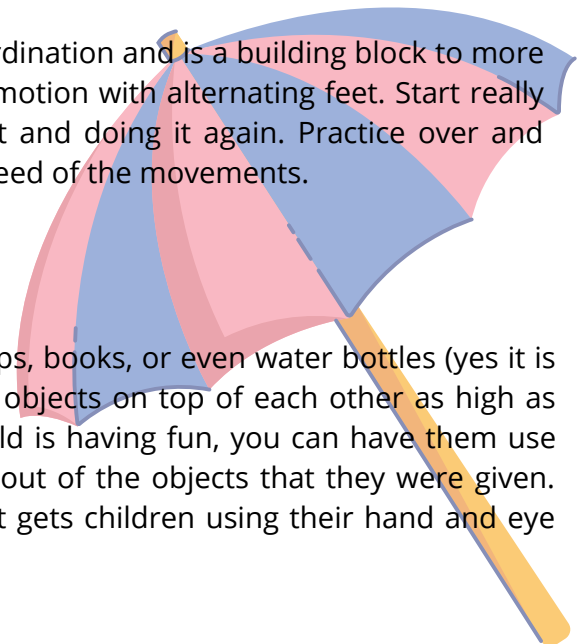 rdination and is a building block to more
motion with alternating feet. Start really
t and doing it again. Practice over and
eed of the movements.
ps, books, or even water bottles (yes it is
objects on top of each other as high as
ld is having fun, you can have them use
out of the objects that they were given.
t gets children using their hand and eye